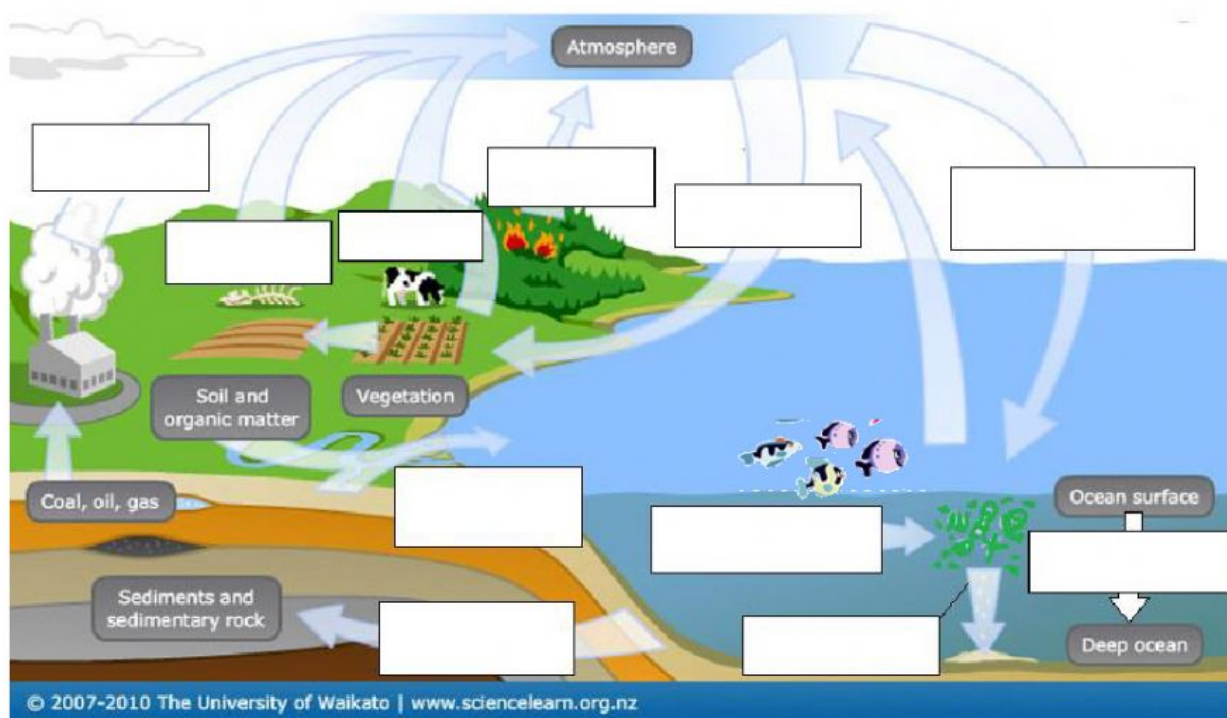 Atmosphere
Soil and
organic matter
Vegetation
Coal, oil, gas
Ocean surface
Sediments and
sedimentary rock
Deep ocean
© 2007-2010 The University of Waikato | www.sciencelearn.org.nz